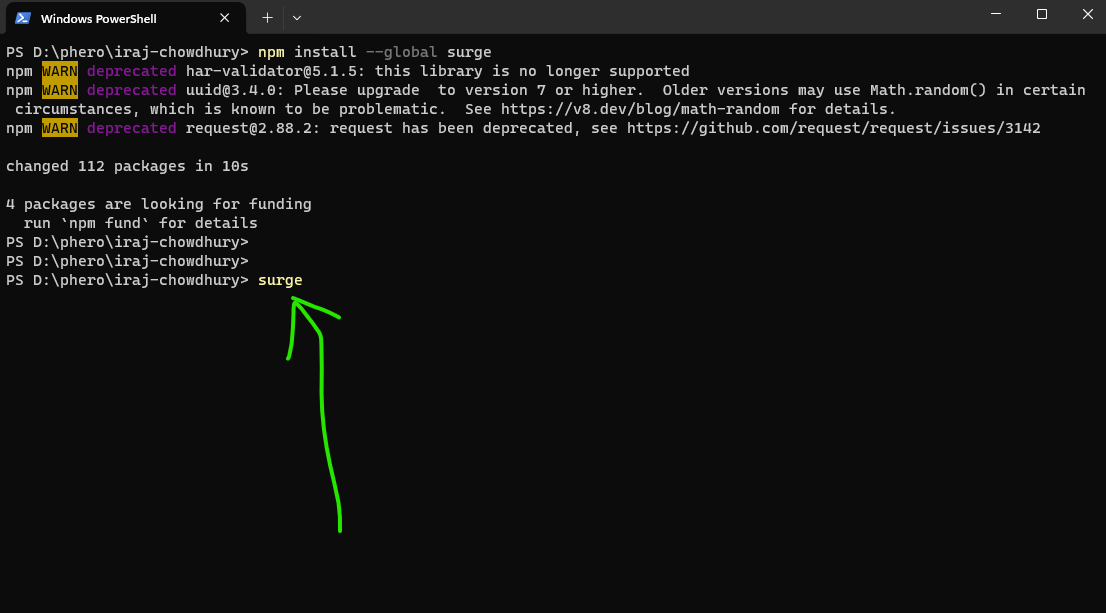 Windows PowerShell
PS D:\phero\iraj-chowdhury> npm install --global surge
npm WARN deprecated har-validator@5.1.5: this library is no longer supported
npm WARN deprecated uuid@3.4.0: Please upgrade  to version 7 or higher.  Older versions may use Math.random() in certain
 circumstances, which is known to be problematic.  See https://v8.dev/blog/math-random for details.
npm WARN deprecated request@2.88.2: request has been deprecated, see https://github.com/request/request/issues/3142
changed 112 packages in 10s
4 packages are looking for funding
  run `npm fund` for details
PS D:\phero\iraj-chowdhury>
PS D:\phero\iraj-chowdhury>
PS D:\phero\iraj-chowdhury> surge